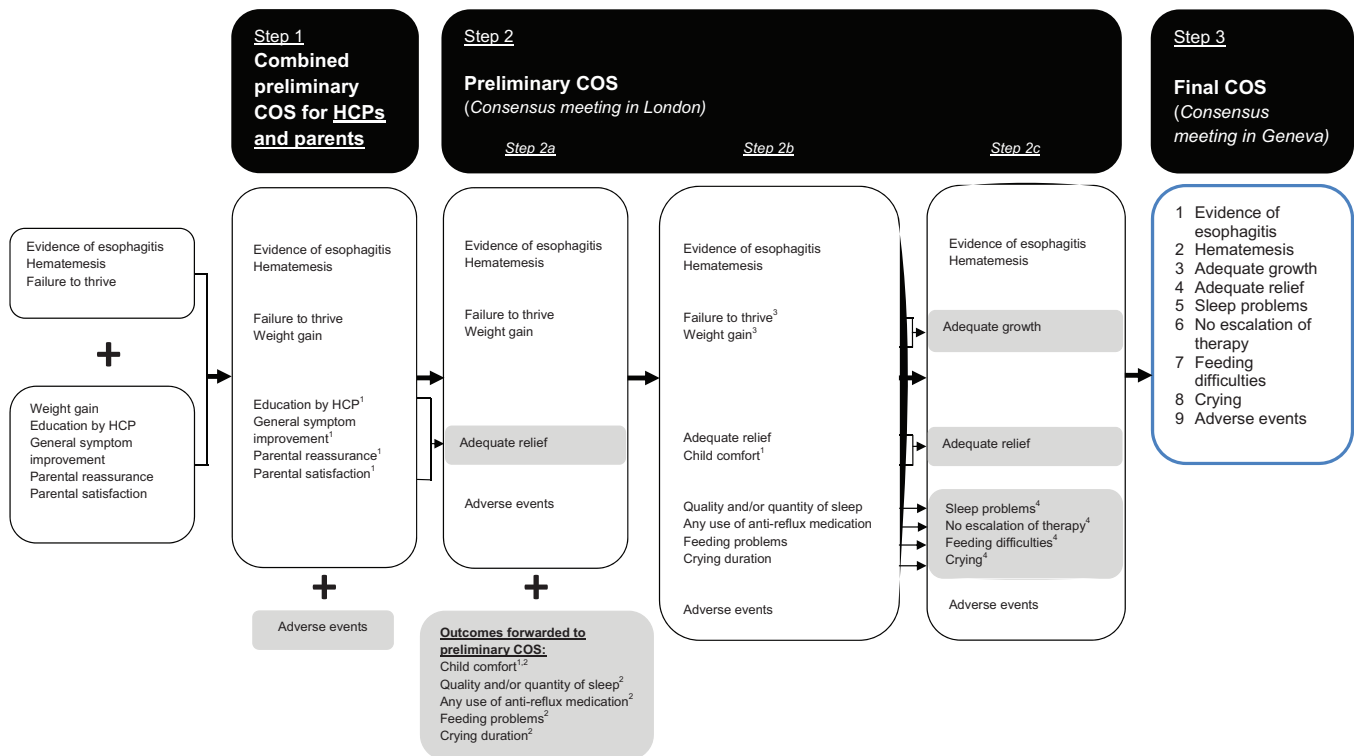 Step 1
Combined
preliminary
COS for HCPs
and parents
Step 2
Preliminary COS
(Consensus meeting in London)
Step 2a
Step 2b
Step 2c
Step 3
Final COS
(Consensus
meeting in Geneva)
Evidence of esophagitis
Hematemesis
Failure to thrive
+
Weight gain
Education by HCP
General symptom
improvement
Parental reassurance
Parental satisfaction
Evidence of esophagitis
Hematemesis
Failure to thrive
Weight gain
Education by HCP¹
General symptom
improvement¹
Parental reassurance¹
Parental satisfaction¹
+
Adverse events
Evidence of esophagitis
Hematemesis
Failure to thrive
Weight gain
Adequate relief
Adverse events
+
Outcomes forwarded to
preliminary COS:
Child comfort¹,²
Quality and/or quantity of sleep²
Any use of anti-reflux medication²
Feeding problems²
Crying duration²
Evidence of esophagitis
Hematemesis
Failure to thrive³
Weight gain³
Adequate relief
Child comfort¹
Quality and/or quantity of sleep
Any use of anti-reflux medication
Feeding problems
Crying duration
Adverse events
Evidence of esophagitis
Hematemesis
Adequate growth
Adequate relief
Sleep problems⁴
No escalation of therapy⁴
Feeding difficulties⁴
Crying⁴
Adverse events
1 Evidence of
esophagitis
2 Hematemesis
3 Adequate growth
4 Adequate relief
5 Sleep problems
6 No escalation of
therapy
7 Feeding
difficulties
8 Crying
9 Adverse events